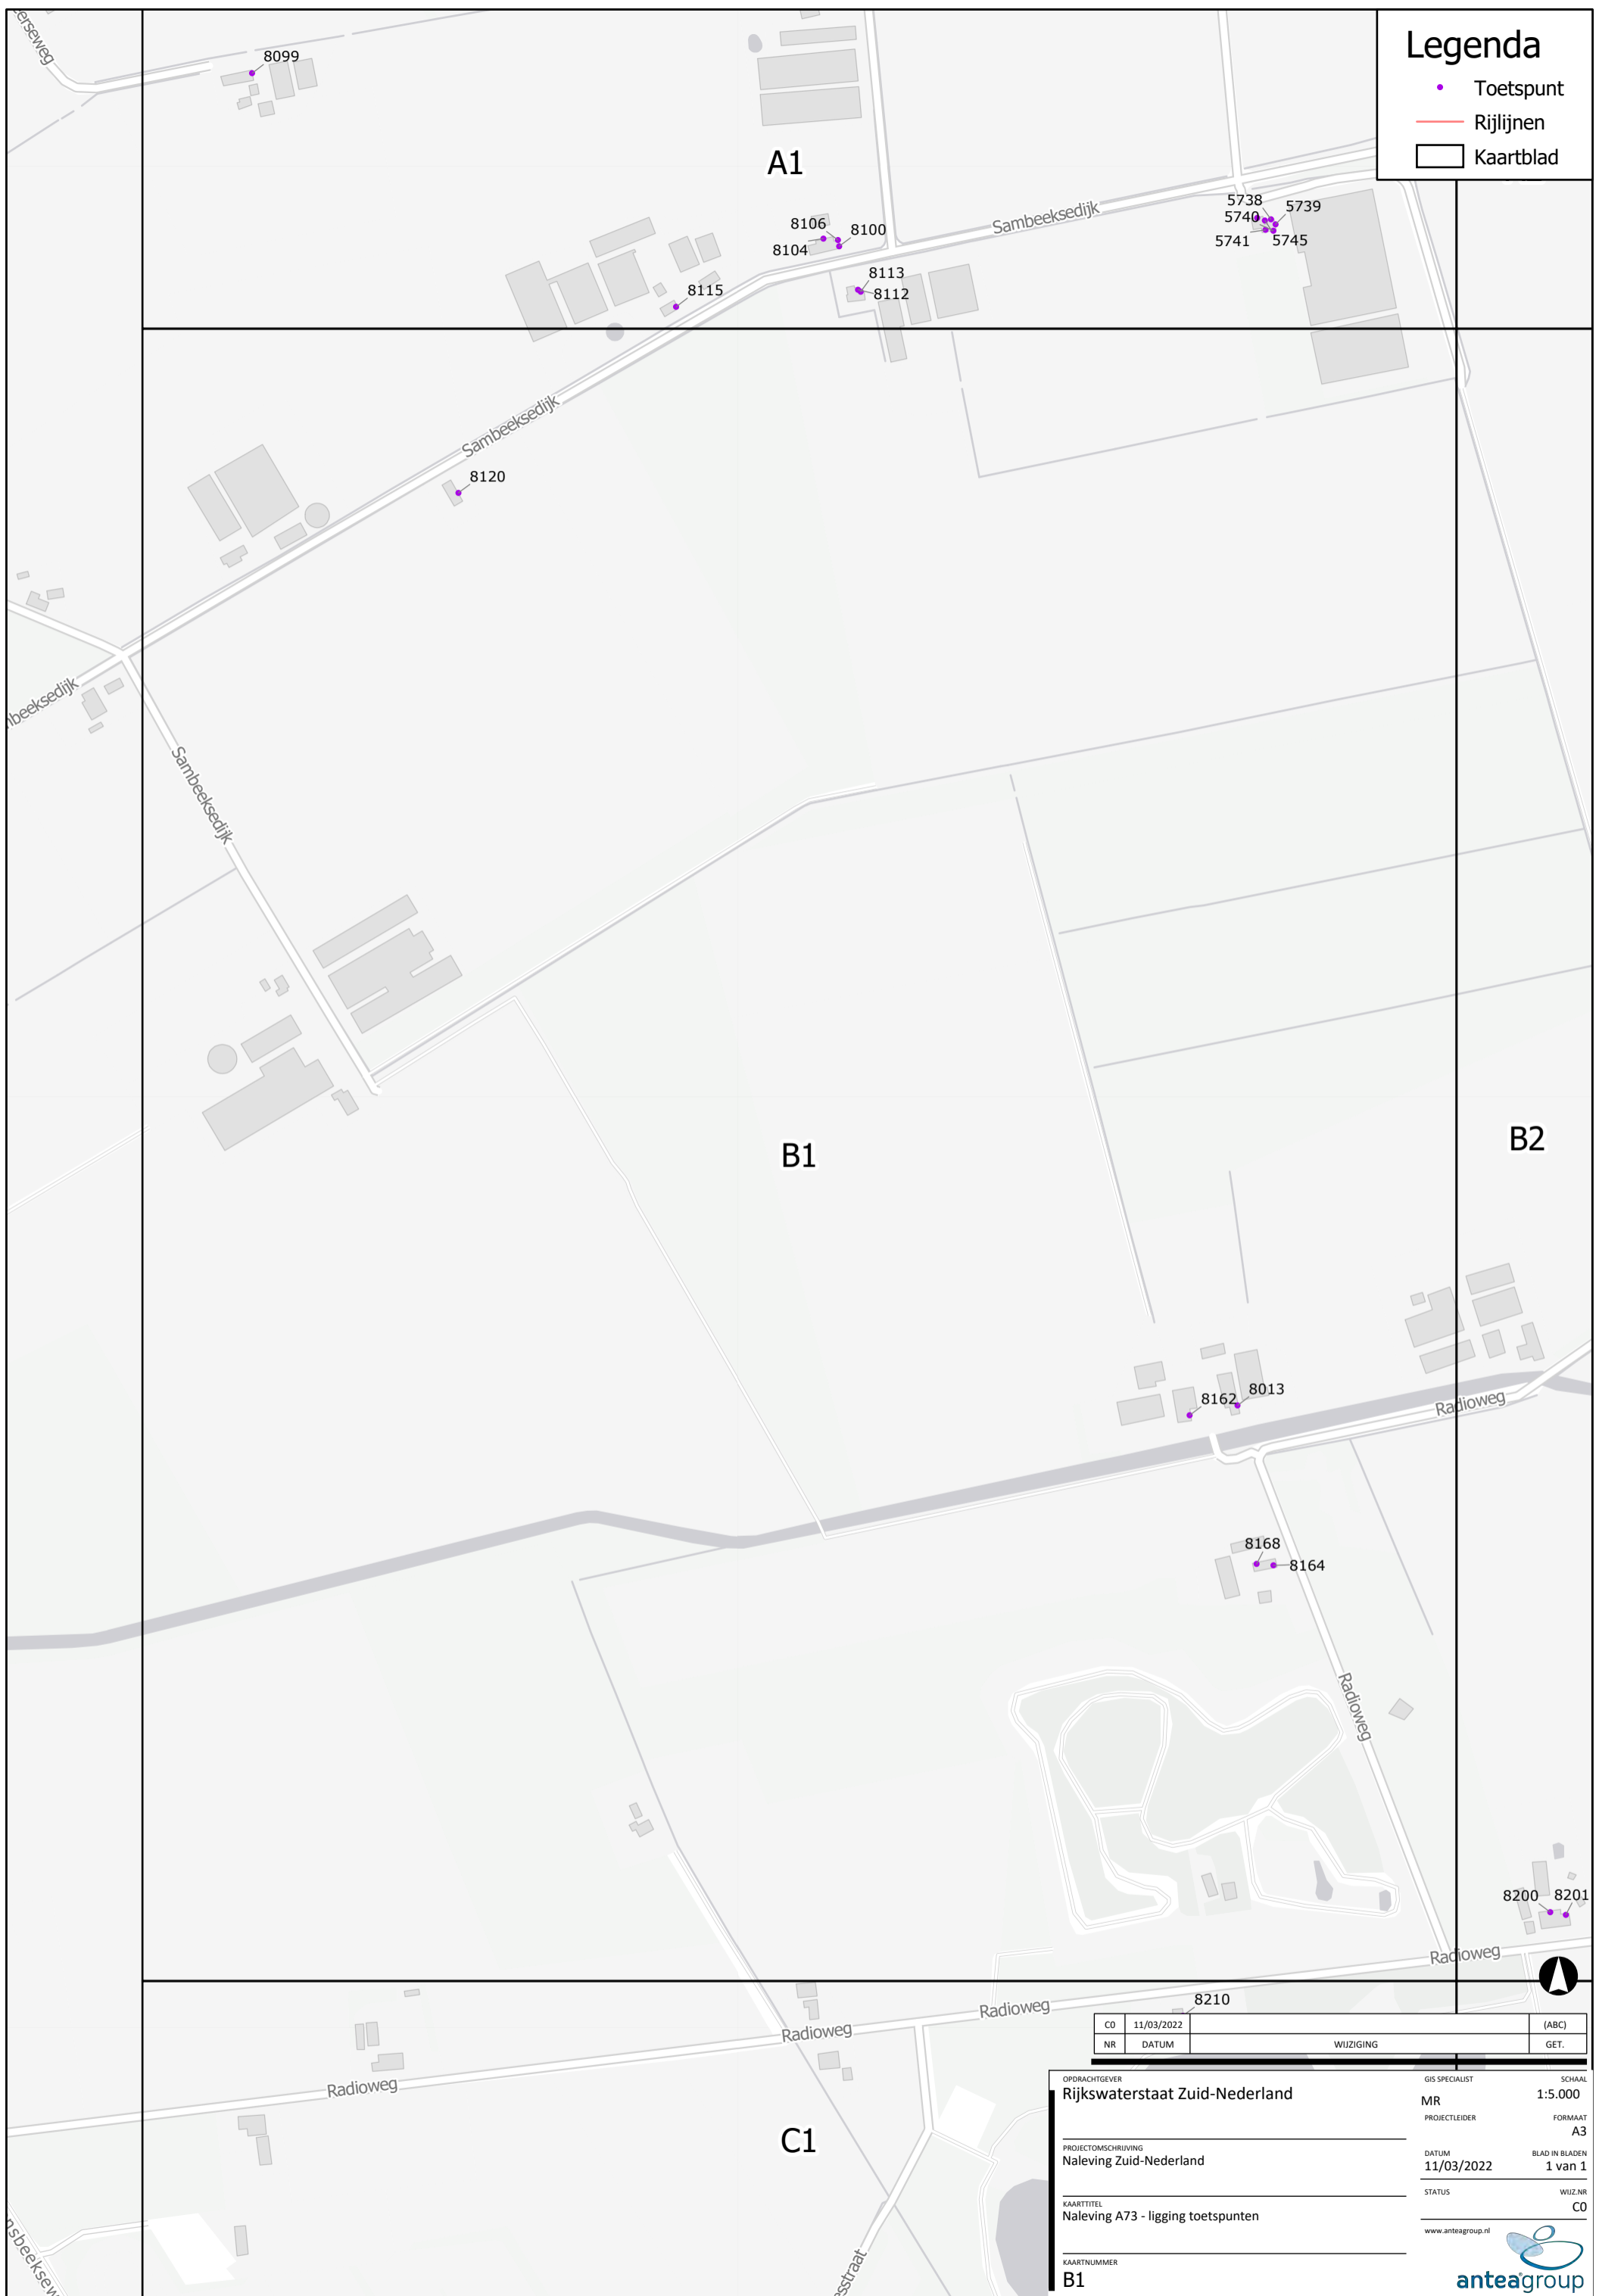 Legenda
Toetspunt
Rijlijnen
Kaartblad
8099
A1
Sambeeksedijk
5738
5739
5740
5741
5745
8106
8100
8104
8113
8112
8115
Sambeeksedijk
8120
Sambeeksedijk
B1
B2
8162
8013
Radioweg
8168
8164
Radioweg
8200
8201
Radioweg
8210
Radioweg
Radioweg
Radioweg
C1
C0 11/03/2022 (ABC)
NR DATUM WIJZIGING GET.
OPDRACHTGEVER
Rijkswaterstaat Zuid-Nederland
GIS SPECIALIST
MR
SCHAAL
1:5.000
PROJECTLEIDER
FORMAAT
A3
PROJECTOMSCHRIJVING
Naleving Zuid-Nederland
DATUM
11/03/2022
BLAD IN BLADEN
1 van 1
KAARTTITEL
Naleving A73 - ligging toetspunten
STATUS
WIJZ.NR
C0
www.anteagroup.nl
KAARTNUMMER
B1
anteagroup